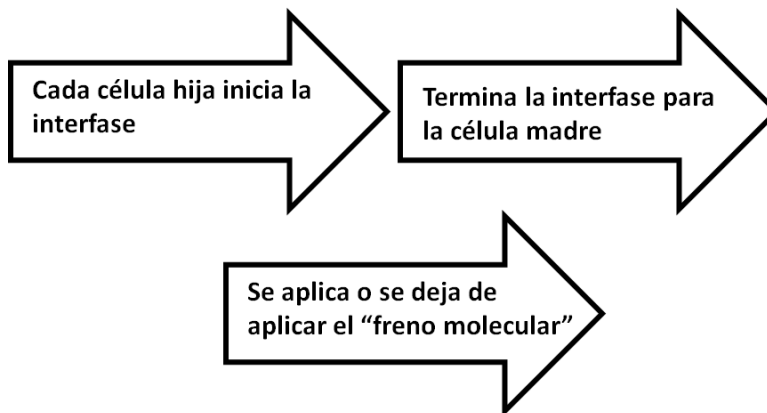 Cada célula hija inicia la
interfase
Termina la interfase para
la célula madre
Se aplica o se deja de
aplicar el “freno molecular”